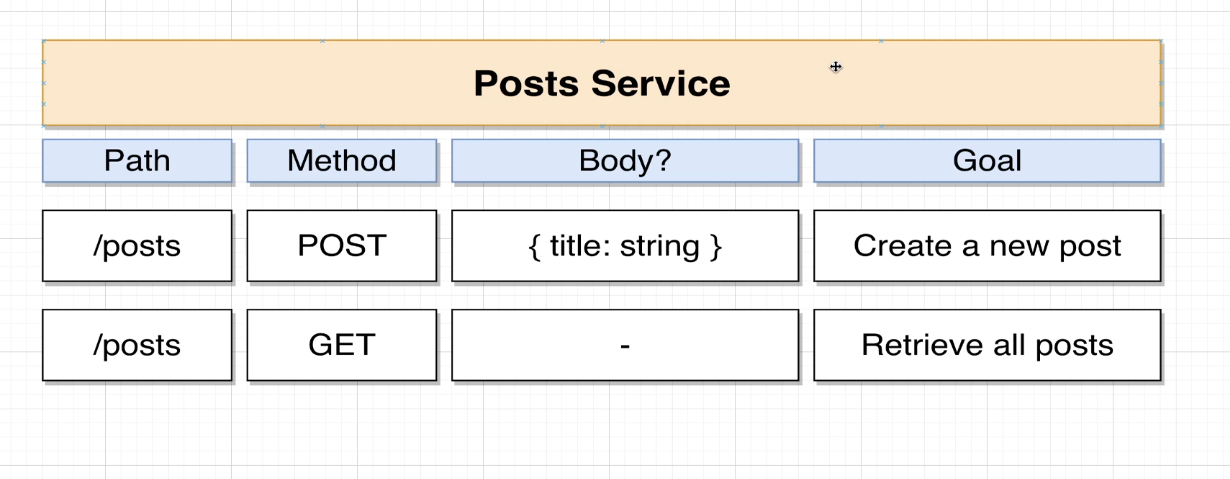 Posts Service
Path Method Body? Goal
/posts POST { title: string } Create a new post
/posts GET - Retrieve all posts